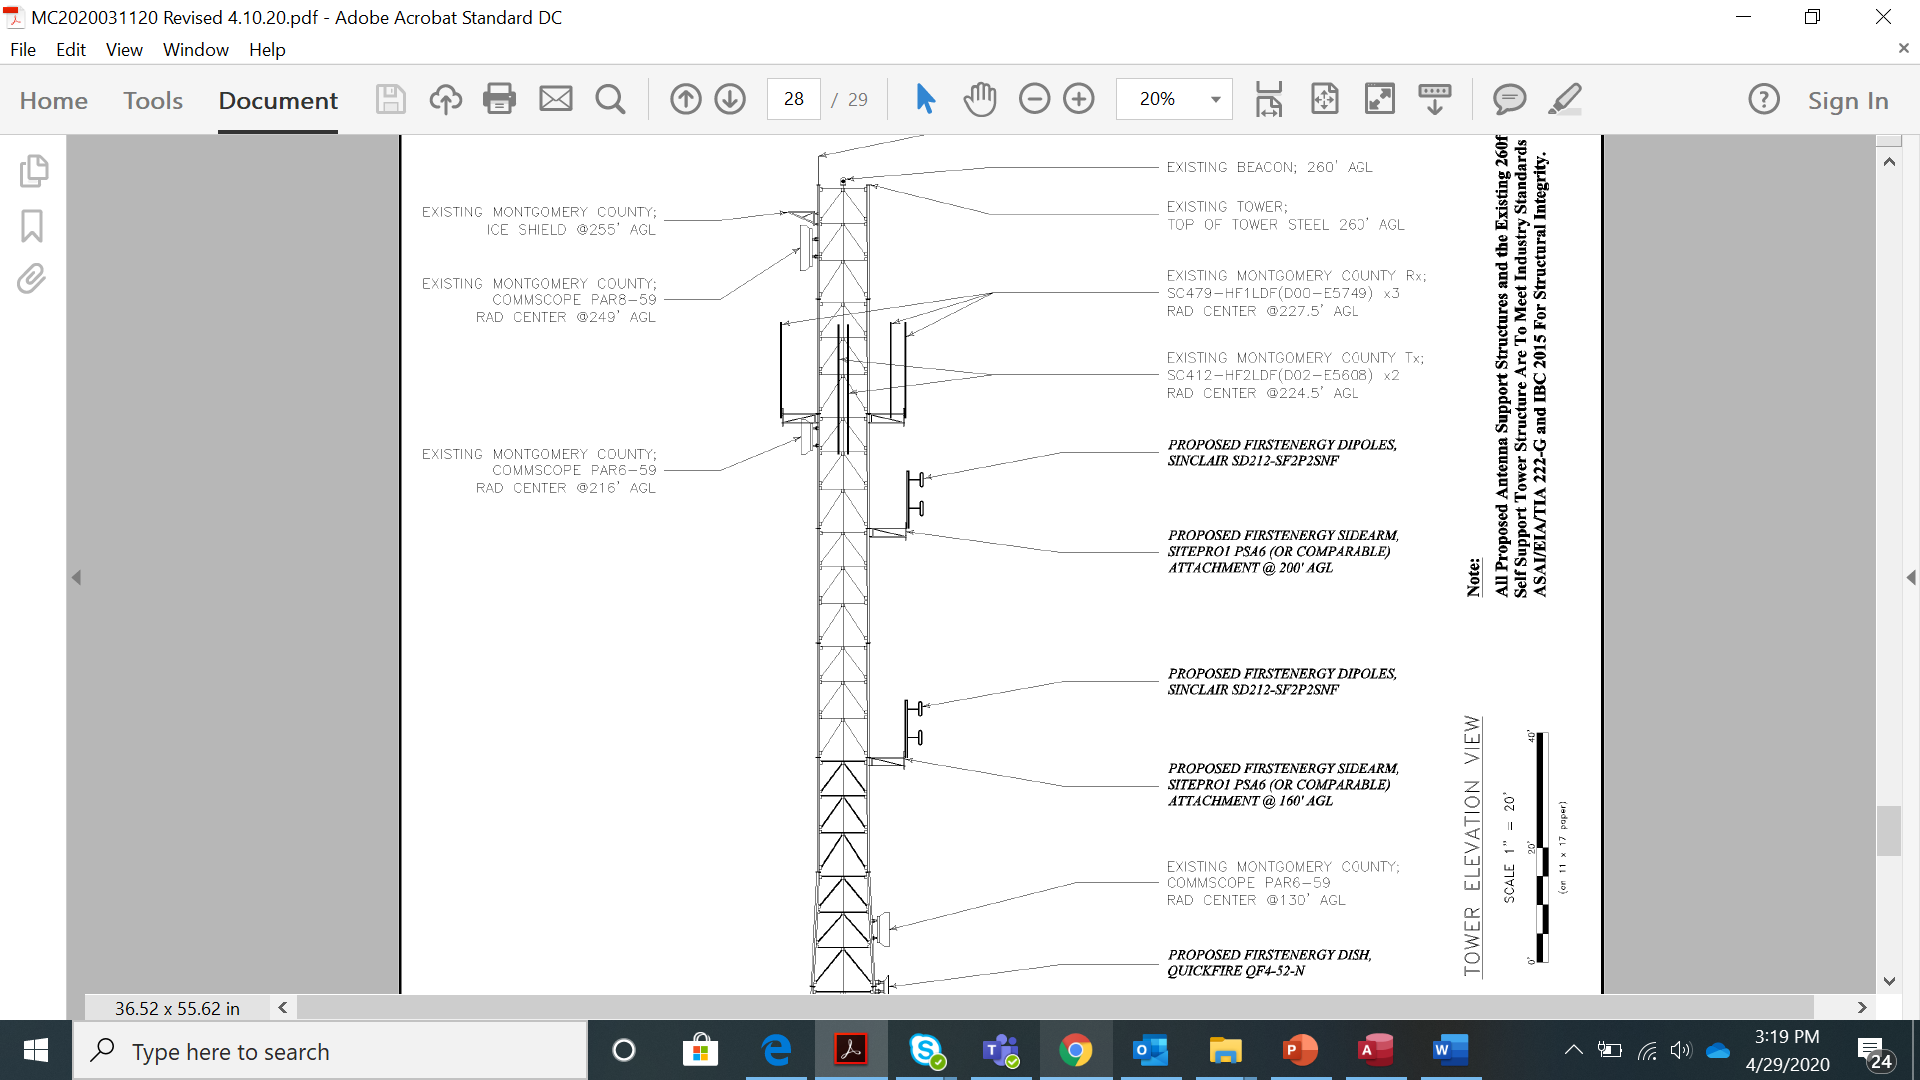 MC2020031120 Revised 4.10.20.pdf - Adobe Acrobat Standard DC
File Edit View Window Help
Home Tools Document 28 / 29 20% Sign In
EXISTING BEACON; 260' AGL
EXISTING TOWER;
TOP OF TOWER STEEL 260' AGL
EXISTING MONTGOMERY COUNTY;
ICE SHIELD @255' AGL
EXISTING MONTGOMERY COUNTY;
COMMSCOPE PAR8-59
RAD CENTER @249' AGL
EXISTING MONTGOMERY COUNTY Rx;
SC479-HF1LDF(D00-E5749) x3
RAD CENTER @227.5' AGL
EXISTING MONTGOMERY COUNTY Tx;
SC412-HF2LDF(D02-E5608) x2
RAD CENTER @224.5' AGL
EXISTING MONTGOMERY COUNTY;
COMMSCOPE PAR6-59
RAD CENTER @216' AGL
PROPOSED FIRSTENERGY DIPOLES,
SINCLAIR SD212-SF2P2SNF
PROPOSED FIRSTENERGY SIDEARM,
SITEPRO1 PSA6 (OR COMPARABLE)
ATTACHMENT @ 200' AGL
PROPOSED FIRSTENERGY DIPOLES,
SINCLAIR SD212-SF2P2SNF
PROPOSED FIRSTENERGY SIDEARM,
SITEPRO1 PSA6 (OR COMPARABLE)
ATTACHMENT @ 160' AGL
EXISTING MONTGOMERY COUNTY;
COMMSCOPE PAR6-59
RAD CENTER @130' AGL
PROPOSED FIRSTENERGY DISH,
QUICKFIRE QF4-52-N
Note:
All Proposed Antenna Support Structures and the Existing 260f
Self Support Tower Structure Are To Meet Industry Standards
ASAI/ELA/TIA 222-G and IBC 2015 For Structural Integrity.
TOWER ELEVATION VIEW
SCALE 1" = 20'
0' 20' 40'
(on 11 x 17 paper)
36.52 x 55.62 in
Type here to search
3:19 PM
4/29/2020
24